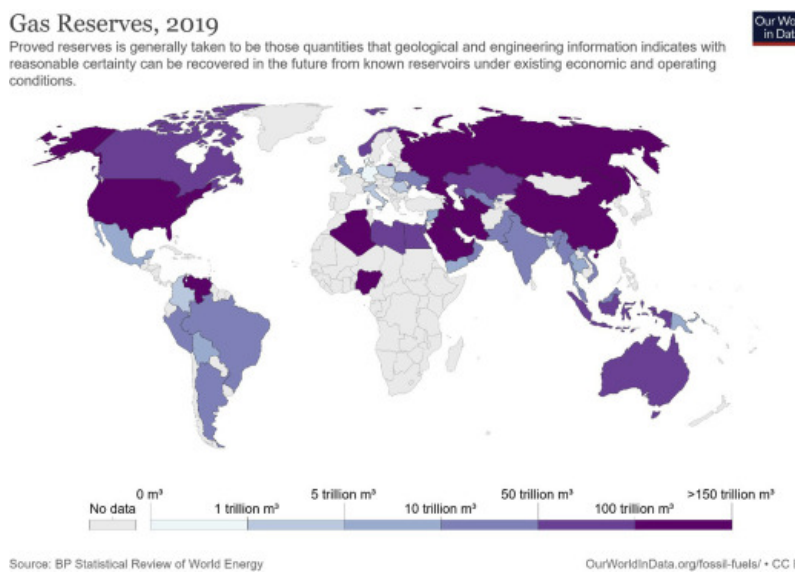 Gas Reserves, 2019
Our Wo
in Data
Proved reserves is generally taken to be those quantities that geological and engineering information indicates with
reasonable certainty can be recovered in the future from known reservoirs under existing economic and operating
conditions.
0 m³ 5 trillion m³ 50 trillion m³ >150 trillion m³
No data 1 trillion m³ 10 trillion m³ 100 trillion m³
Source: BP Statistical Review of World Energy
OurWorldInData.org/fossil-fuels/ • CC